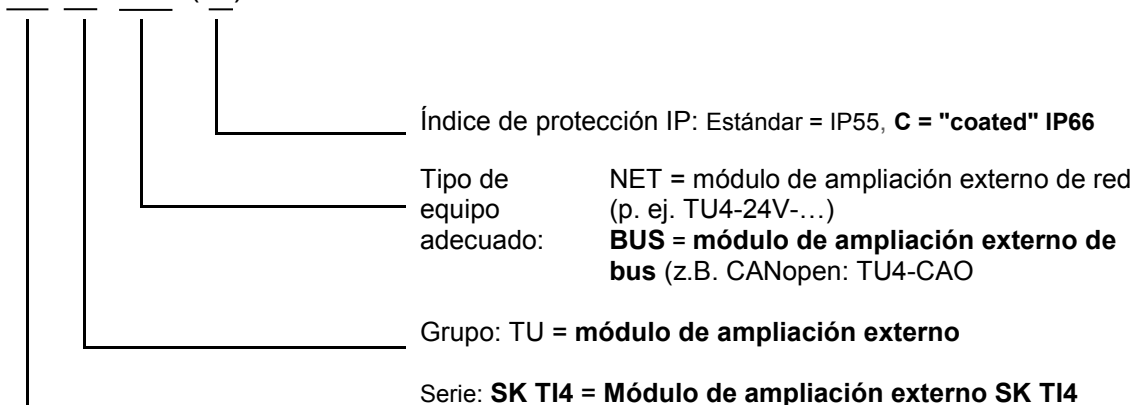 Índice de protección IP: Estándar = IP55, C = "coated" IP66
Tipo de equipo adecuado:
NET = módulo de ampliación externo de red
(p. ej. TU4-24V-…)
BUS = módulo de ampliación externo de
bus (z.B. CANopen: TU4-CAO
Grupo: TU = módulo de ampliación externo
Serie: SK TI4 = Módulo de ampliación externo SK TI4